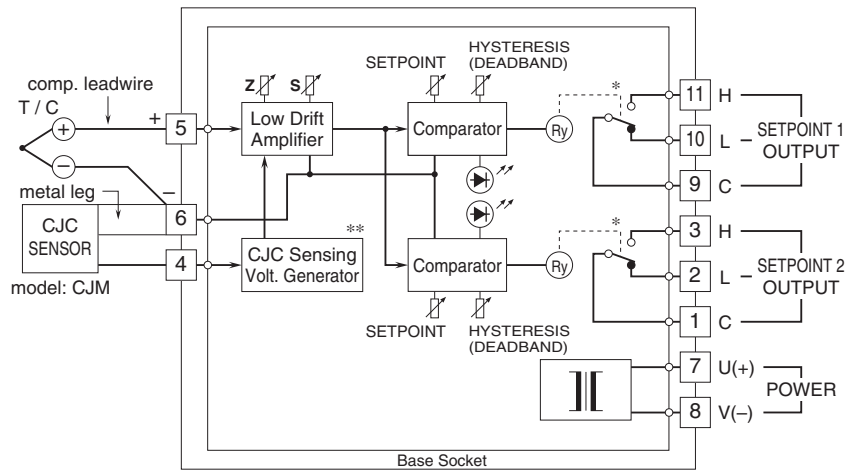 comp. leadwire
T / C
+
+
–
–
metal leg
CJC
SENSOR
model: CJM
5
6
4
Z
S
Low Drift
Amplifier
**
CJC Sensing
Volt. Generator
SETPOINT
HYSTERESIS
(DEADBAND)
Comparator
Ry
*
Comparator
Ry
*
SETPOINT
HYSTERESIS
(DEADBAND)
11 H
10 L
9 C
SETPOINT 1
OUTPUT
3 H
2 L
1 C
SETPOINT 2
OUTPUT
7 U(+)
8 V(–)
POWER
Base Socket